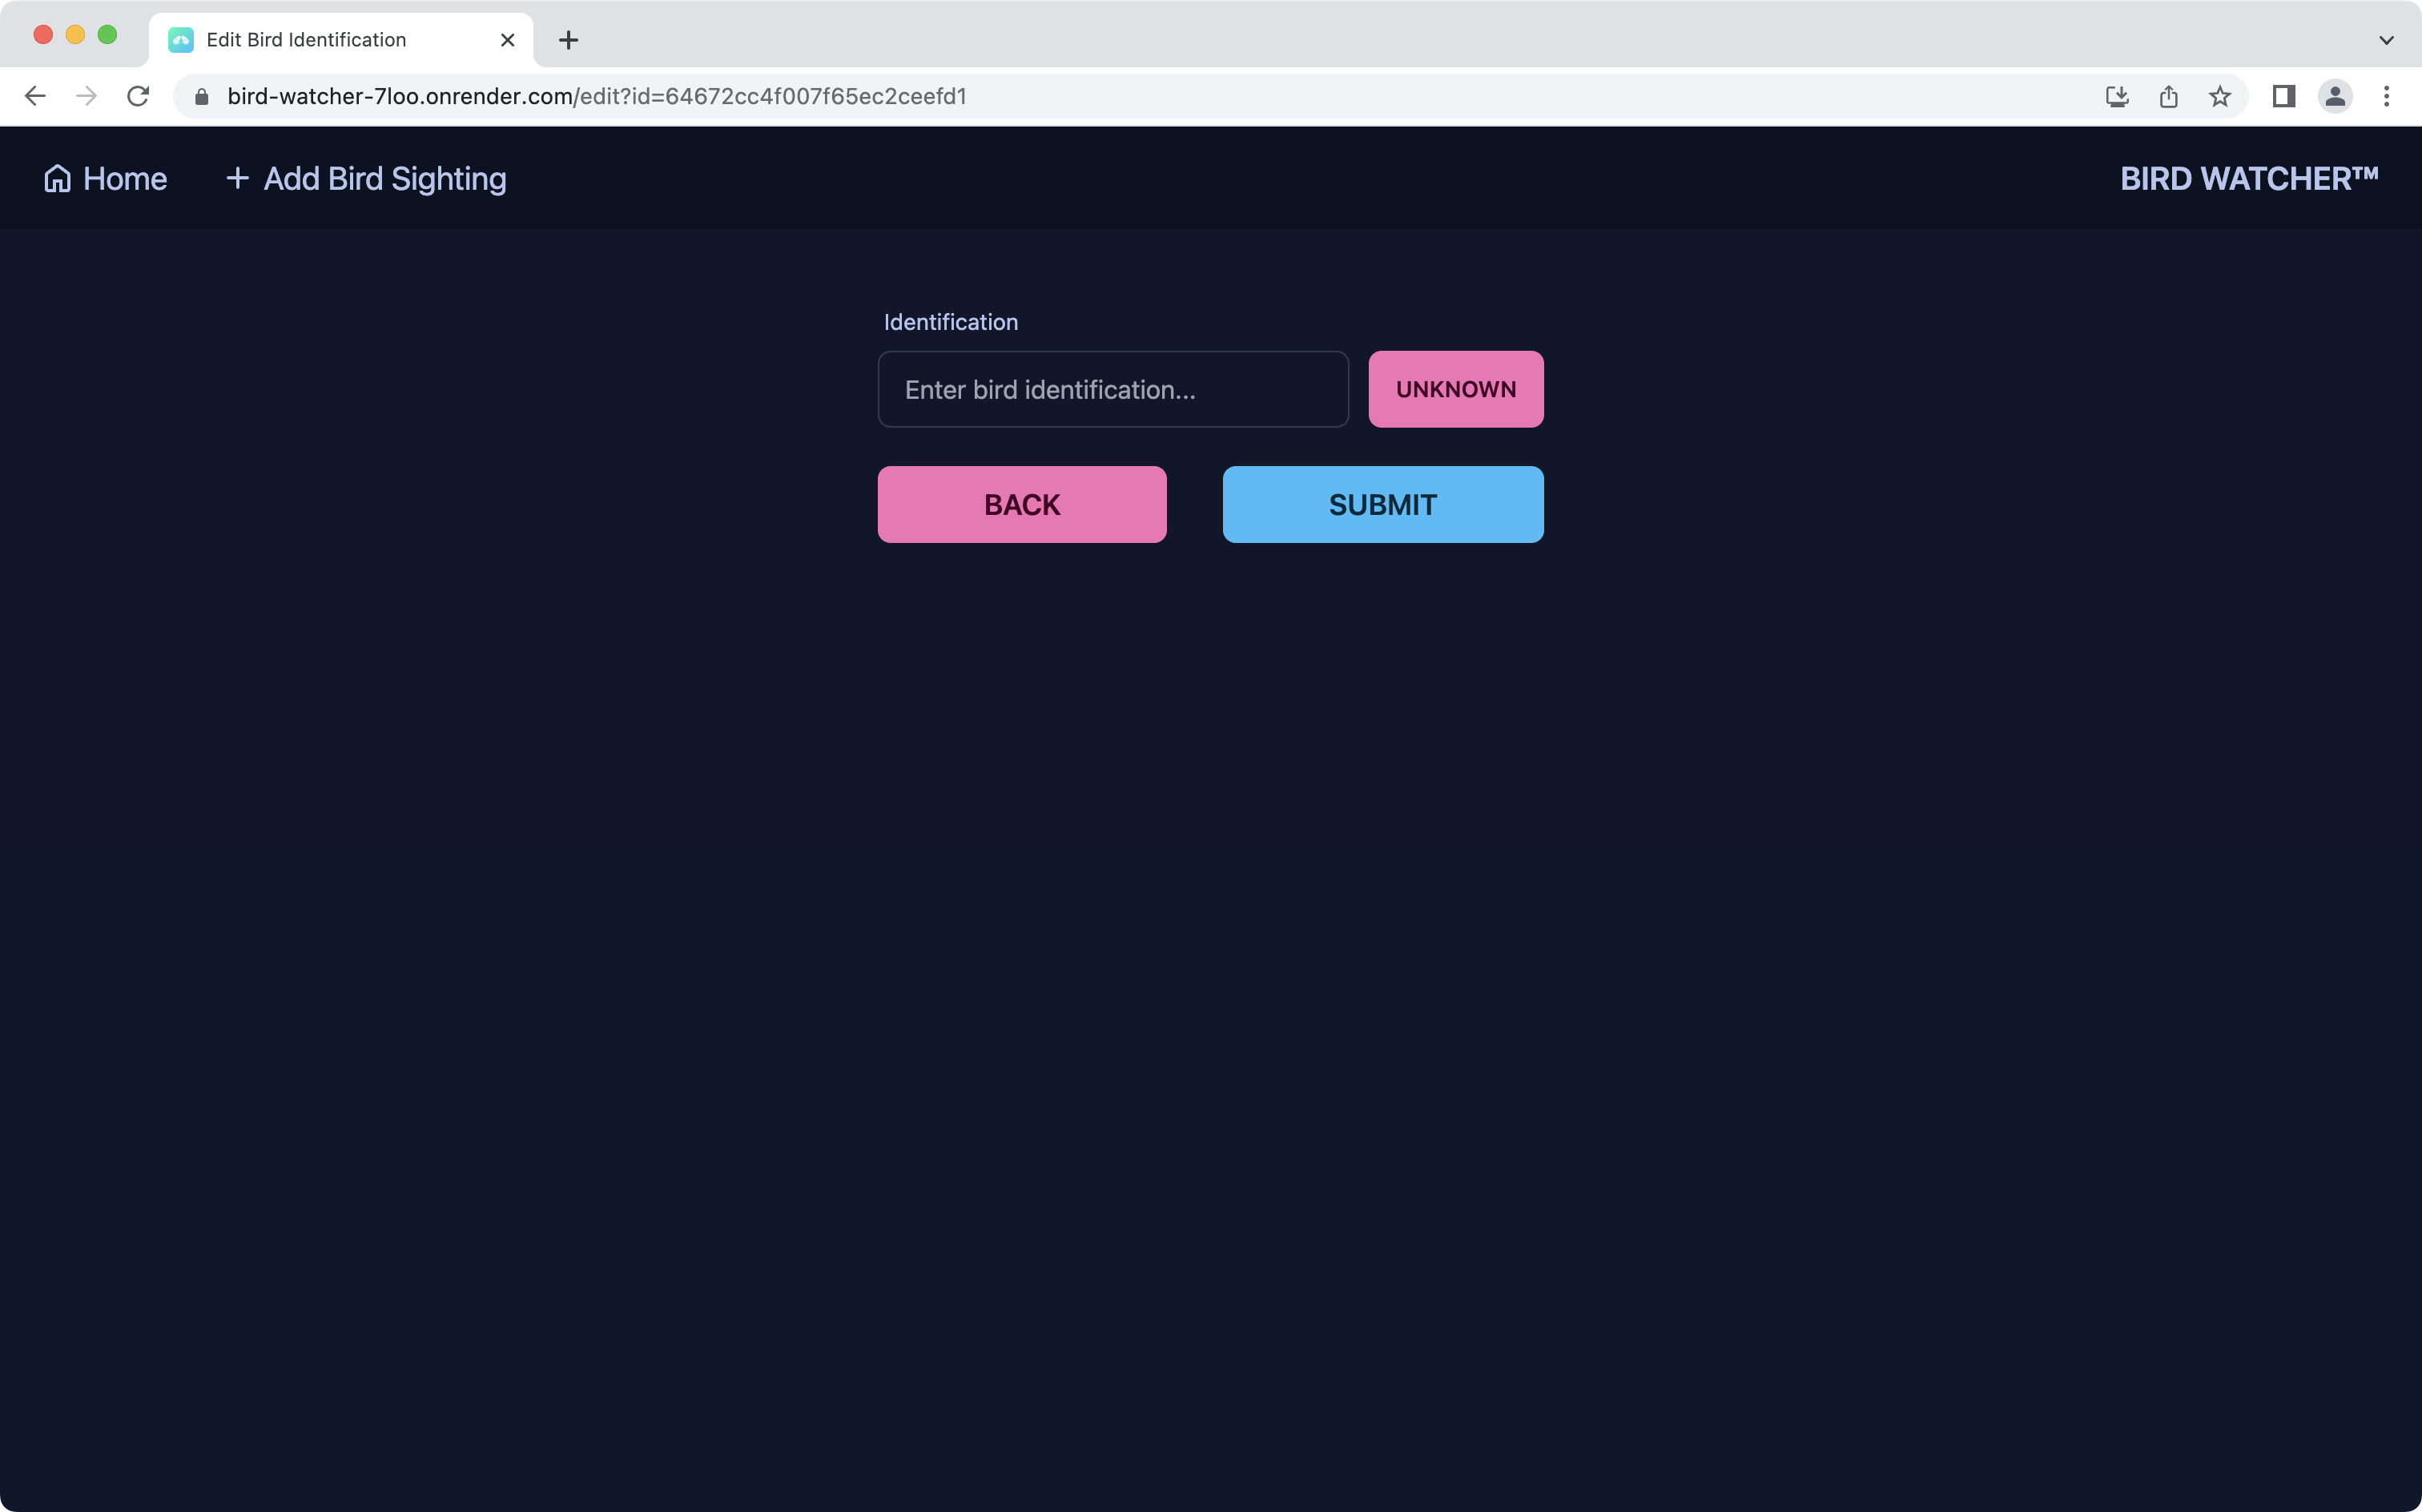 Edit Bird Identification
bird-watcher-7loo.onrender.com/edit?id=64672cc4f007f65ec2ceefd1
Home
Add Bird Sighting
BIRD WATCHER™
Identification
Enter bird identification...
UNKNOWN
BACK
SUBMIT